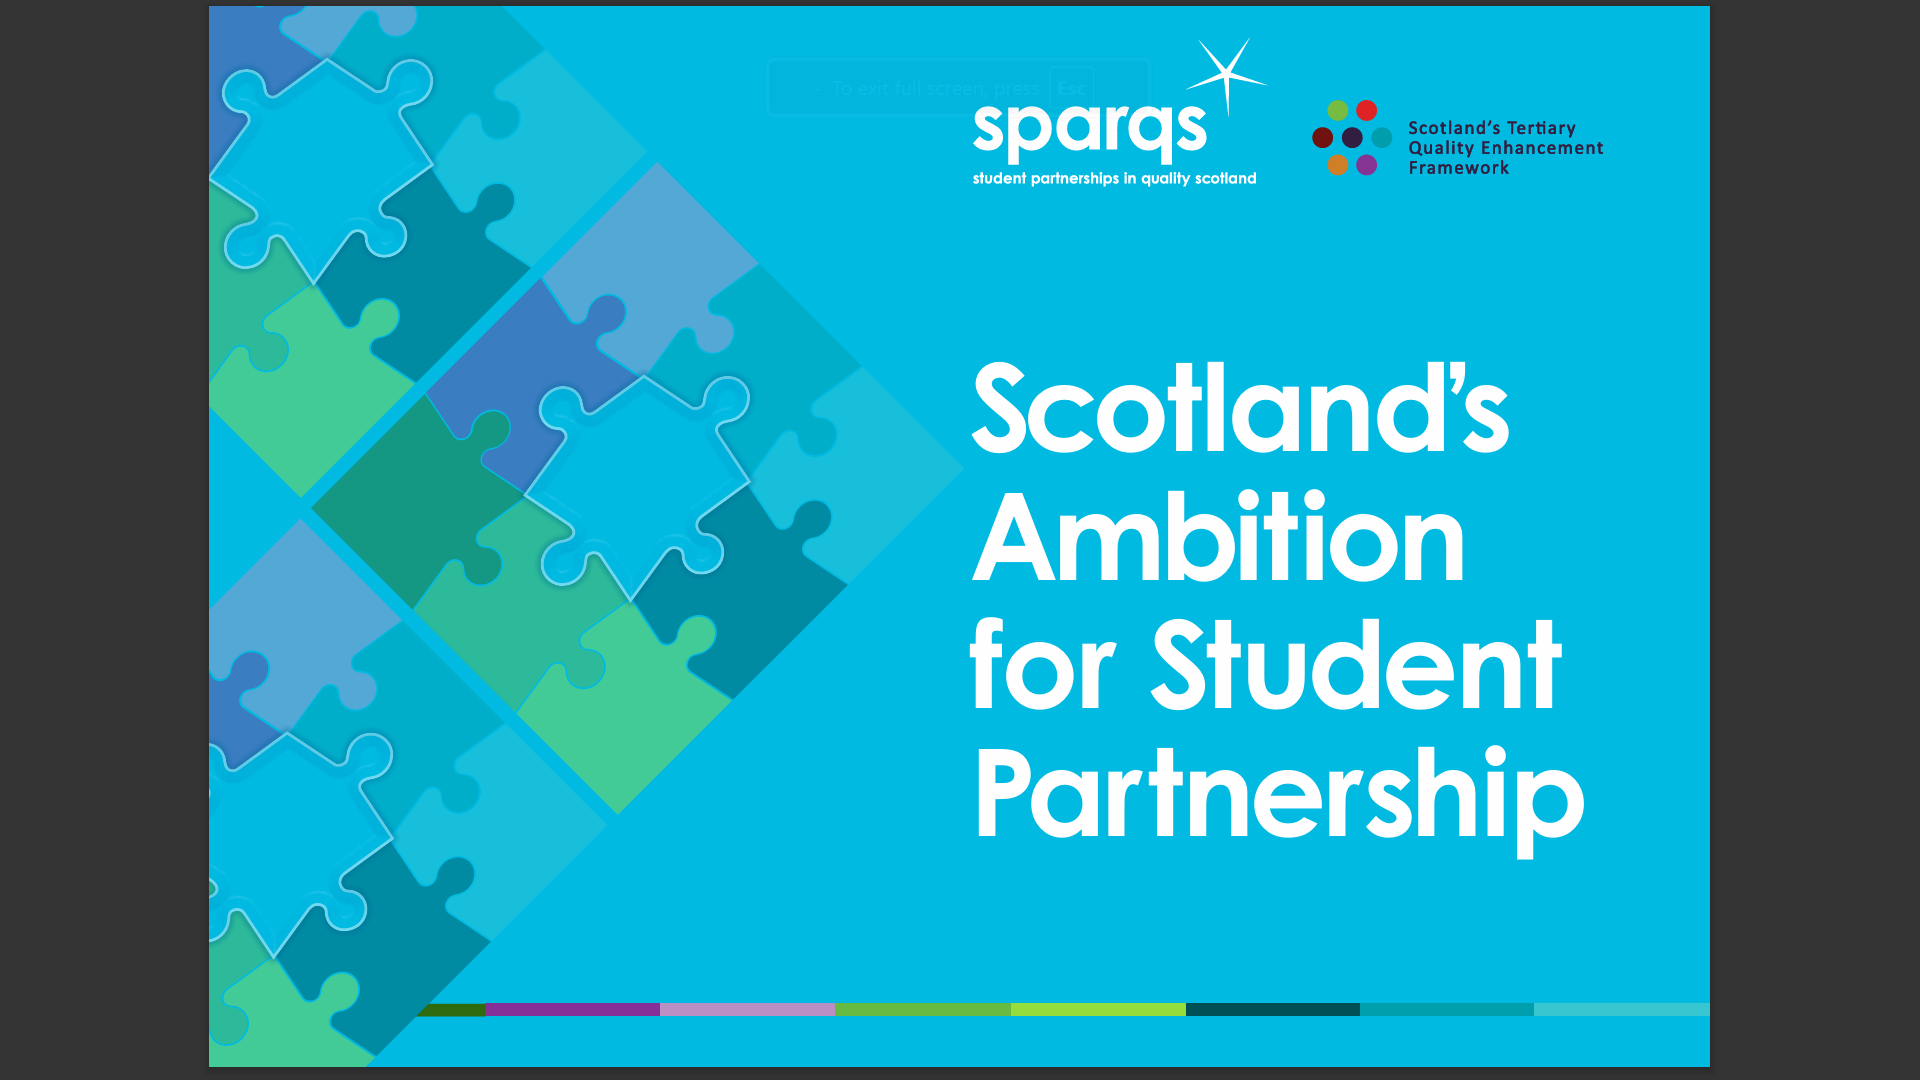 - To exit full screen, press Esc
sparqs
student partnerships in quality scotland
Scotland's Tertiary
Quality Enhancement
Framework
Scotland’s
Ambition
for Student
Partnership